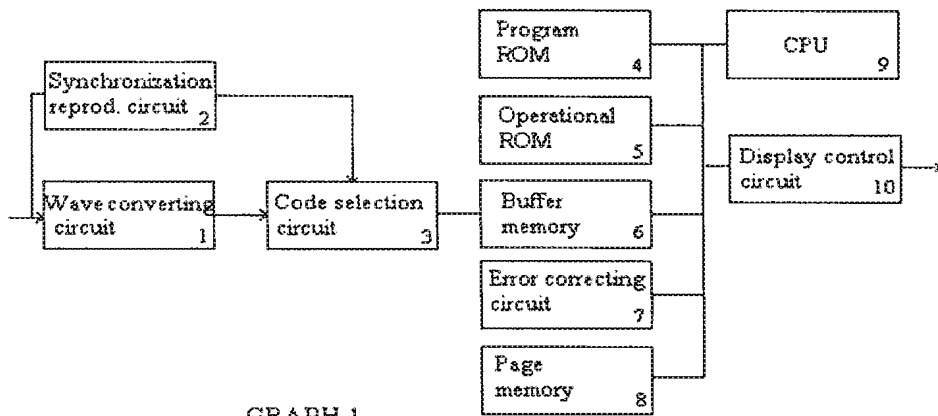 Program
ROM
4
CPU
9
Synchronization
reprod. circuit
2
Operational
ROM
5
Display control
circuit
10
Wave converting
circuit
1
Code selection
circuit
3
Buffer
memory
6
Error correcting
circuit
7
Page
memory
8
GRAPH 1